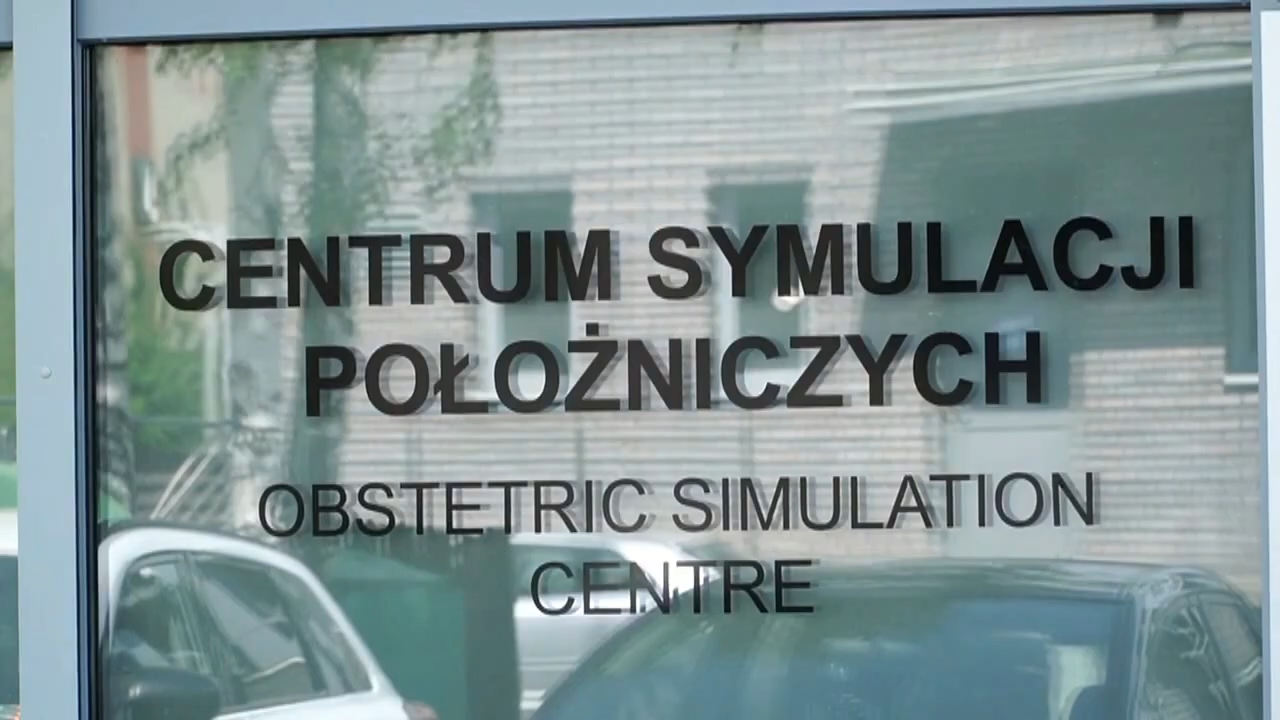 CENTRUM SYMULACJI
POŁOŻNICZYCH
OBSTETRIC SIMULATION
CENTRE